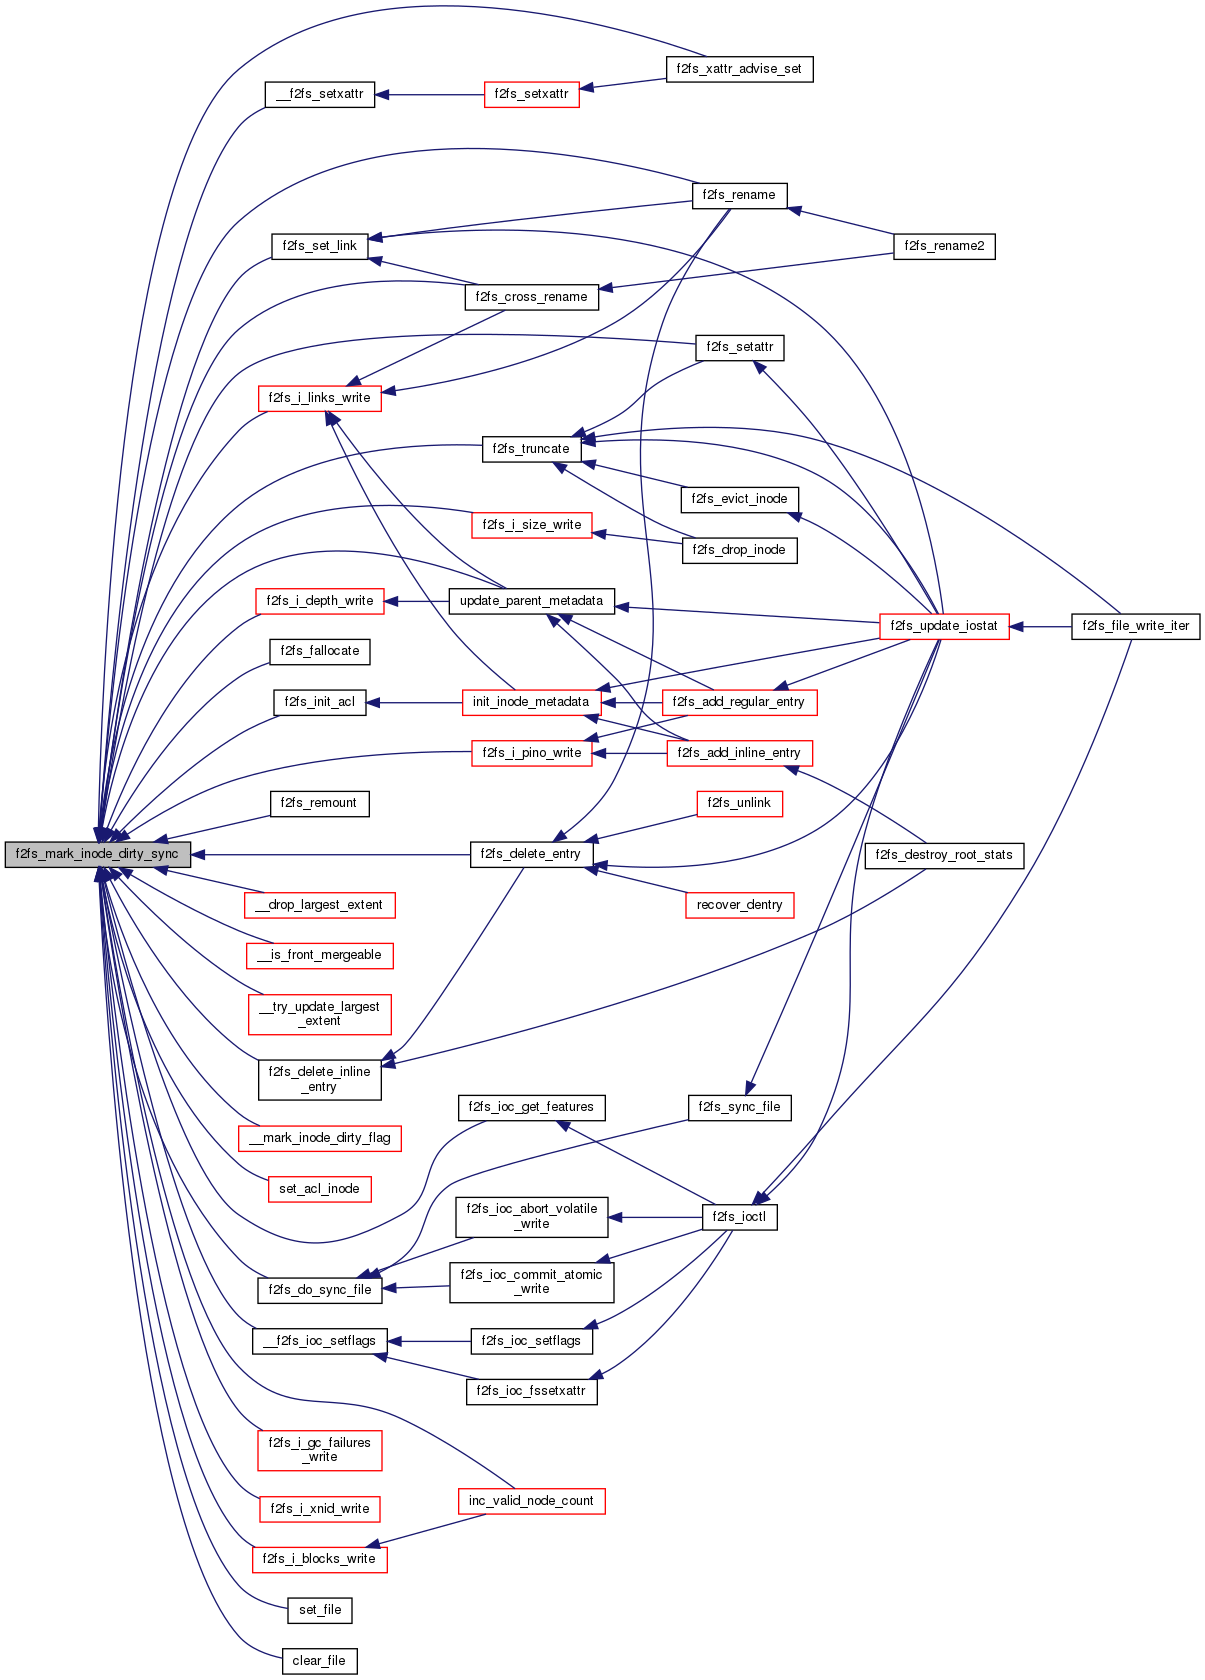 f2fs_xattr_advise_set
__f2fs_setxattr
f2fs_setxattr
f2fs_rename
f2fs_set_link
f2fs_rename2
f2fs_cross_rename
f2fs_setattr
f2fs_i_links_write
f2fs_truncate
f2fs_evict_inode
f2fs_i_size_write
f2fs_drop_inode
f2fs_i_depth_write
update_parent_metadata
f2fs_update_iostat
f2fs_file_write_iter
f2fs_fallocate
f2fs_init_acl
init_inode_metadata
f2fs_add_regular_entry
f2fs_i_pino_write
f2fs_add_inline_entry
f2fs_remount
f2fs_unlink
f2fs_mark_inode_dirty_sync
f2fs_delete_entry
f2fs_destroy_root_stats
__drop_largest_extent
recover_dentry
__is_front_mergeable
__try_update_largest
_extent
f2fs_delete_inline
_entry
f2fs_ioc_get_features
f2fs_sync_file
__mark_inode_dirty_flag
set_acl_inode
f2fs_ioc_abort_volatile
_write
f2fs_ioctl
f2fs_do_sync_file
f2fs_ioc_commit_atomic
_write
__f2fs_ioc_setflags
f2fs_ioc_setflags
f2fs_ioc_fssetxattr
f2fs_i_gc_failures
_write
f2fs_i_xnid_write
inc_valid_node_count
f2fs_i_blocks_write
set_file
clear_file